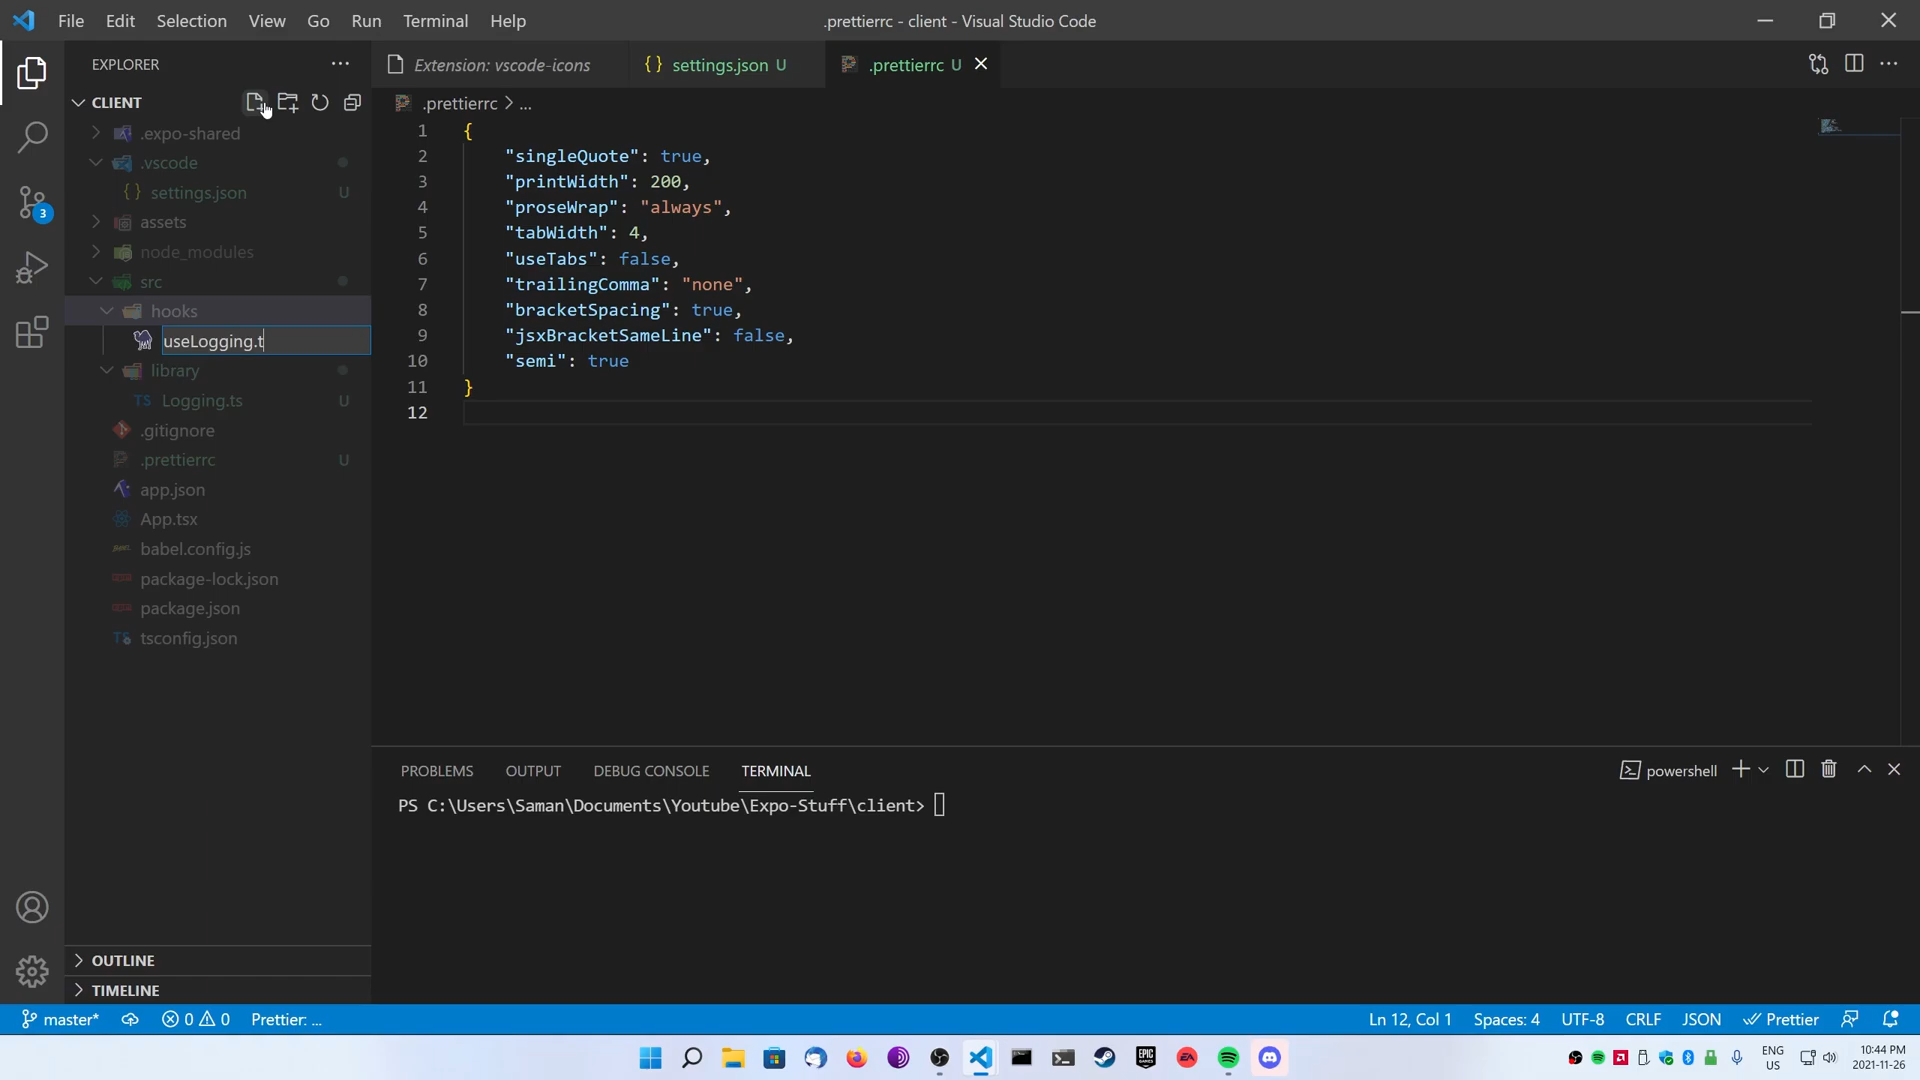 File Edit Selection View Go Run Terminal Help
.prettierrc - client - Visual Studio Code
EXPLORER
CLIENT
.expo-shared
.vscode
settings.json U
assets
node_modules
src
hooks
useLogging.t
library
TS Logging.ts U
.gitignore
.prettierrc U
app.json
App.tsx
babel.config.js
package-lock.json
package.json
tsconfig.json
OUTLINE
TIMELINE
3
Extension: vscode-icons
{} settings.json U
.prettierrc U
.prettierrc > ...
1 {
2 "singleQuote": true,
3 "printWidth": 200,
4 "proseWrap": "always",
5 "tabWidth": 4,
6 "useTabs": false,
7 "trailingComma": "none",
8 "bracketSpacing": true,
9 "jsxBracketSameLine": false,
10 "semi": true
11 }
12
PROBLEMS OUTPUT DEBUG CONSOLE TERMINAL
powershell
PS C:\Users\Saman\Documents\Youtube\Expo-Stuff\client>
master* 0 0 Prettier: ...
Ln 12, Col 1 Spaces: 4 UTF-8 CRLF JSON Prettier
ENG
US
10:44 PM
2021-11-26